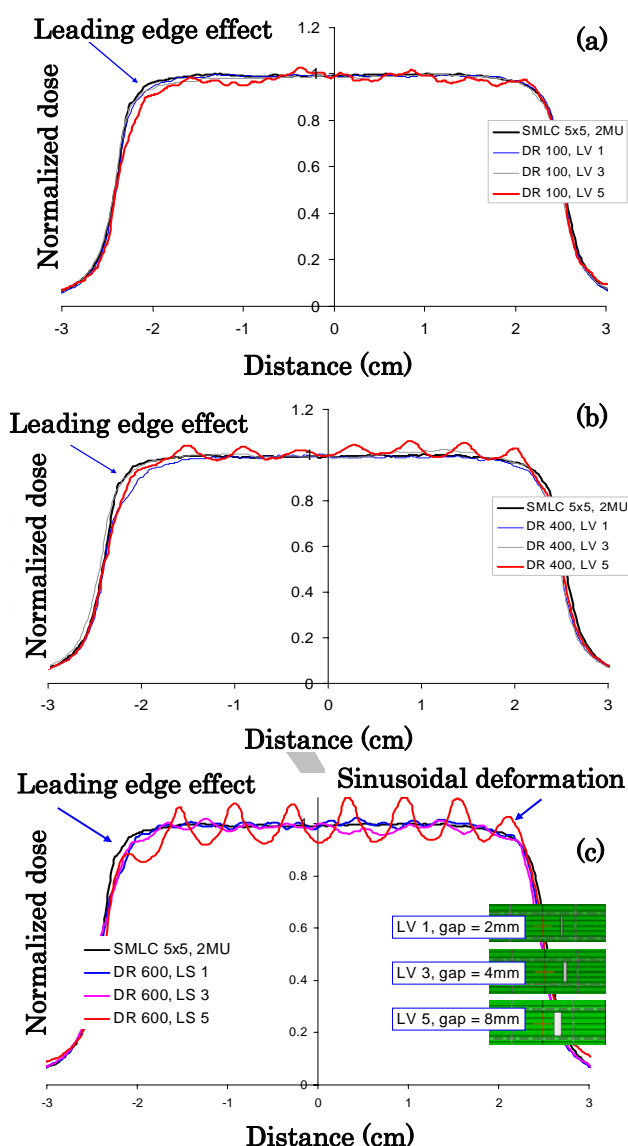 Leading edge effect
(a)
1.2
1
0.8
0.6
0.4
0.2
0
Normalized dose
SMLC 5x5, 2MU
DR 100, LV 1
DR 100, LV 3
DR 100, LV 5
-3 -2 -1 0 1 2 3
Distance (cm)
Leading edge effect
(b)
1.2
1
0.8
0.6
0.4
0.2
0
Normalized dose
SMLC 5x5, 2MU
DR 400, LV 1
DR 400, LV 3
DR 400, LV 5
-3 -2 -1 0 1 2 3
Distance (cm)
Leading edge effect
Sinusoidal deformation
(c)
0.8
0.6
0.4
0.2
Normalized dose
SMLC 5x5, 2MU
DR 600, LS 1
DR 600, LS 3
DR 600, LS 5
LV 1, gap = 2mm
LV 3, gap = 4mm
LV 5, gap = 8mm
-3 -2 -1 0 1 2 3
Distance (cm)